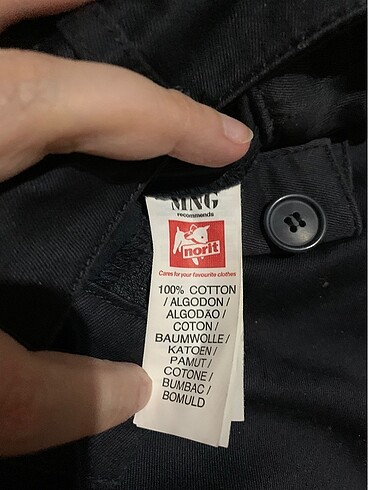 MNG
recommends
norit
Cares for your favourite clothes
100% COTTON
/ ALGODON /
ALGODÃO /
COTON /
BAUMWOLLE /
KATOEN /
PAMUT /
COTONE /
BUMBAC /
BOMULD